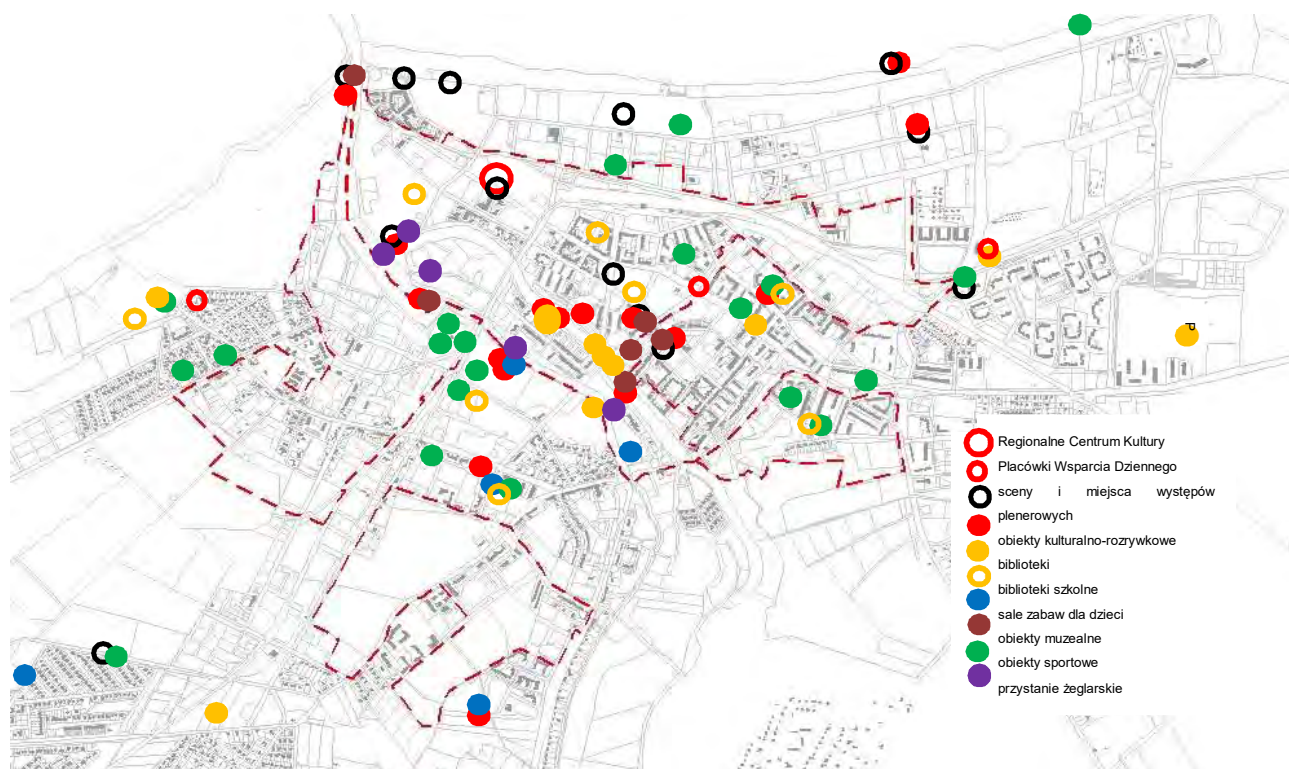 P
Regionalne Centrum Kultury
Placówki Wsparcia Dziennego
sceny i miejsca występów
plenerowych
obiekty kulturalno-rozrywkowe
biblioteki
biblioteki szkolne
sale zabaw dla dzieci
obiekty muzealne
obiekty sportowe
przystanie żeglarskie